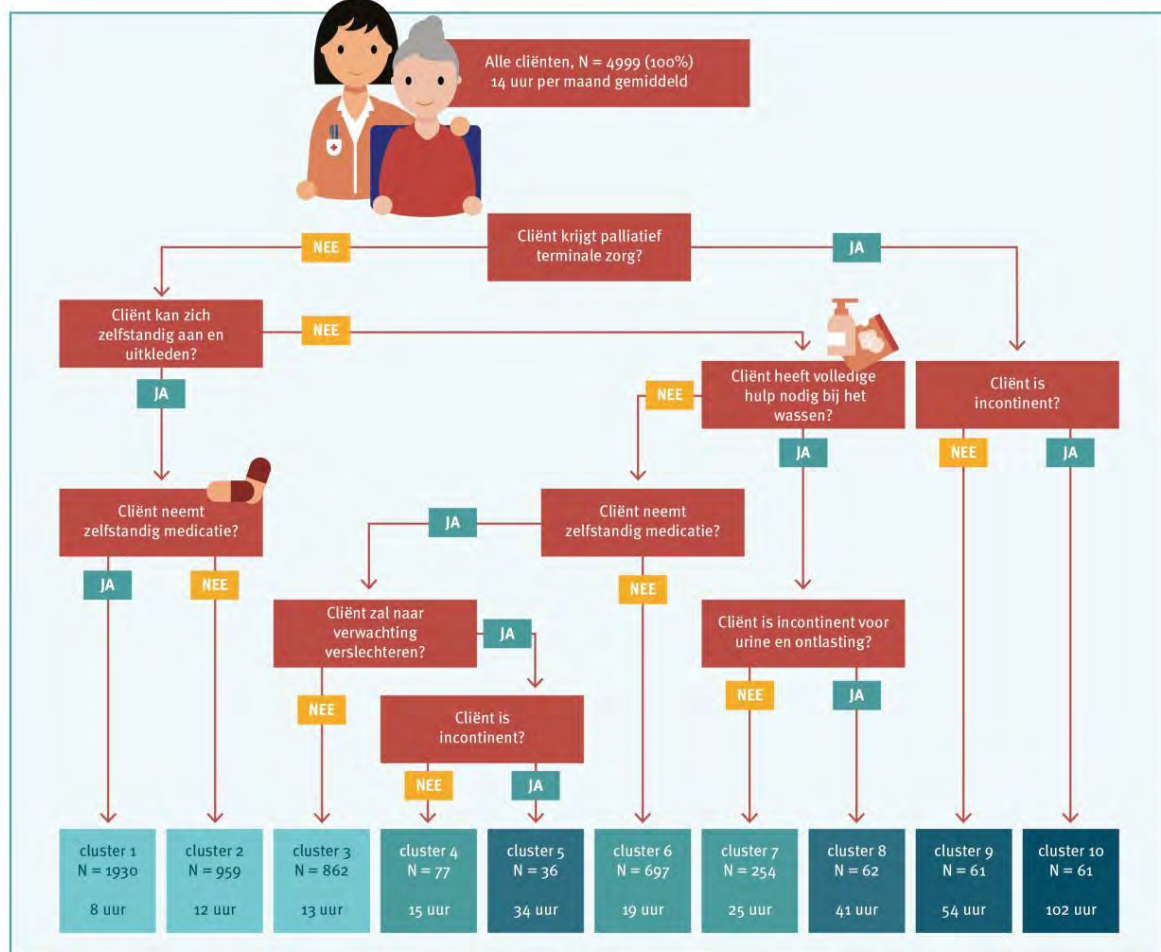 Alle cliënten, N = 4999 (100%)
14 uur per maand gemiddeld
Cliënt krijgt palliatief
terminale zorg?
NEE
JA
Cliënt kan zich
zelfstandig aan en
uitkleden?
NEE
JA
Cliënt heeft volledige
hulp nodig bij het
wassen?
NEE
JA
Cliënt is
incontinent?
NEE
JA
Cliënt neemt
zelfstandig medicatie?
JA
NEE
Cliënt neemt
zelfstandig medicatie?
JA
NEE
Cliënt zal naar
verwachting
verslechteren?
JA
NEE
Cliënt is incontinent voor
urine en ontlasting?
NEE
JA
Cliënt is
incontinent?
NEE
JA
cluster 1
N = 1930
8 uur
cluster 2
N = 959
12 uur
cluster 3
N = 862
13 uur
cluster 4
N = 77
15 uur
cluster 5
N = 36
34 uur
cluster 6
N = 697
19 uur
cluster 7
N = 254
25 uur
cluster 8
N = 62
41 uur
cluster 9
N = 61
54 uur
cluster 10
N = 61
102 uur